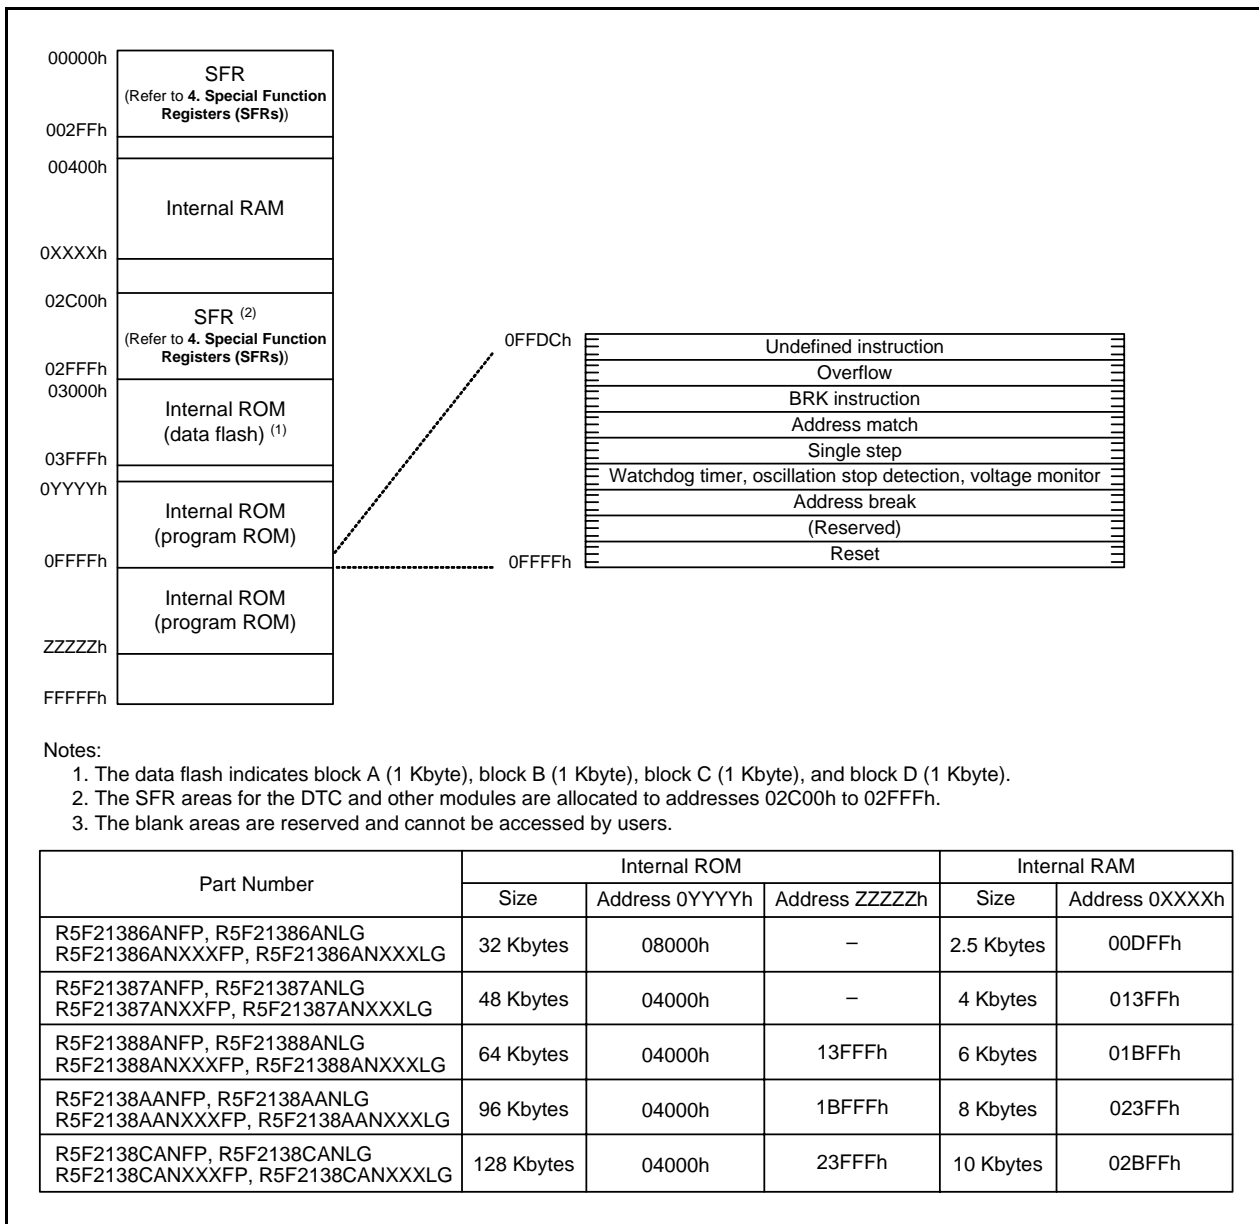 00000h
SFR
(Refer to 4. Special Function
Registers (SFRs))
002FFh
00400h
Internal RAM
0XXXXh
02C00h
SFR (2)
(Refer to 4. Special Function
Registers (SFRs))
02FFFh
03000h
Internal ROM
(data flash) (1)
03FFFh
0YYYYh
Internal ROM
(program ROM)
0FFFFh
Internal ROM
(program ROM)
ZZZZZh
FFFFFh
0FFDCh
Undefined instruction
Overflow
BRK instruction
Address match
Single step
Watchdog timer, oscillation stop detection, voltage monitor
Address break
(Reserved)
0FFFFh Reset
Notes:
1. The data flash indicates block A (1 Kbyte), block B (1 Kbyte), block C (1 Kbyte), and block D (1 Kbyte).
2. The SFR areas for the DTC and other modules are allocated to addresses 02C00h to 02FFFh.
3. The blank areas are reserved and cannot be accessed by users.
Part Number Internal ROM Internal RAM
Size Address 0YYYYh Address ZZZZZh Size Address 0XXXXh
R5F21386ANFP, R5F21386ANLG
R5F21386ANXXXFP, R5F21386ANXXXLG
32 Kbytes 08000h – 2.5 Kbytes 00DFFh
R5F21387ANFP, R5F21387ANLG
R5F21387ANXXFP, R5F21387ANXXXLG
48 Kbytes 04000h – 4 Kbytes 013FFh
R5F21388ANFP, R5F21388ANLG
R5F21388ANXXXFP, R5F21388ANXXXLG
64 Kbytes 04000h 13FFFh 6 Kbytes 01BFFh
R5F2138AANFP, R5F2138AANLG
R5F2138AANXXXFP, R5F2138AANXXXLG
96 Kbytes 04000h 1BFFFh 8 Kbytes 023FFh
R5F2138CANFP, R5F2138CANLG
R5F2138CANXXXFP, R5F2138CANXXXLG
128 Kbytes 04000h 23FFFh 10 Kbytes 02BFFh